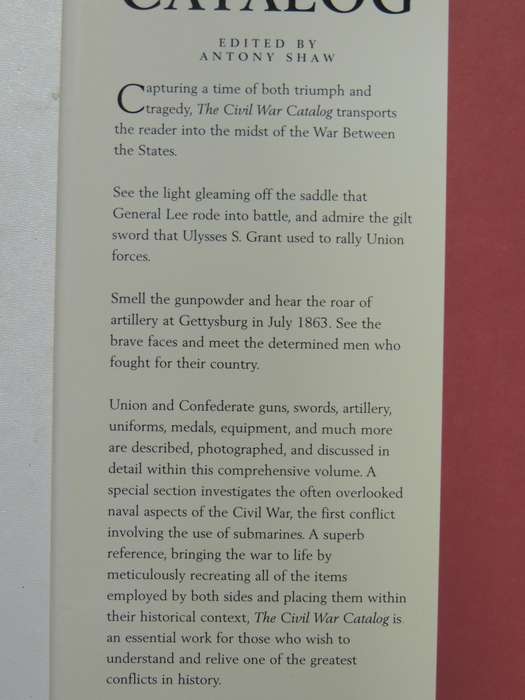 CATALOG
EDITED BY
ANTONY SHAW
Capturing a time of both triumph and
tragedy, The Civil War Catalog transports
the reader into the midst of the War Between
the States.
See the light gleaming off the saddle that
General Lee rode into battle, and admire the gilt
sword that Ulysses S. Grant used to rally Union
forces.
Smell the gunpowder and hear the roar of
artillery at Gettysburg in July 1863. See the
brave faces and meet the determined men who
fought for their country.
Union and Confederate guns, swords, artillery,
uniforms, medals, equipment, and much more
are described, photographed, and discussed in
detail within this comprehensive volume. A
special section investigates the often overlooked
naval aspects of the Civil War, the first conflict
involving the use of submarines. A superb
reference, bringing the war to life by
meticulously recreating all of the items
employed by both sides and placing them within
their historical context, The Civil War Catalog is
an essential work for those who wish to
understand and relive one of the greatest
conflicts in history.